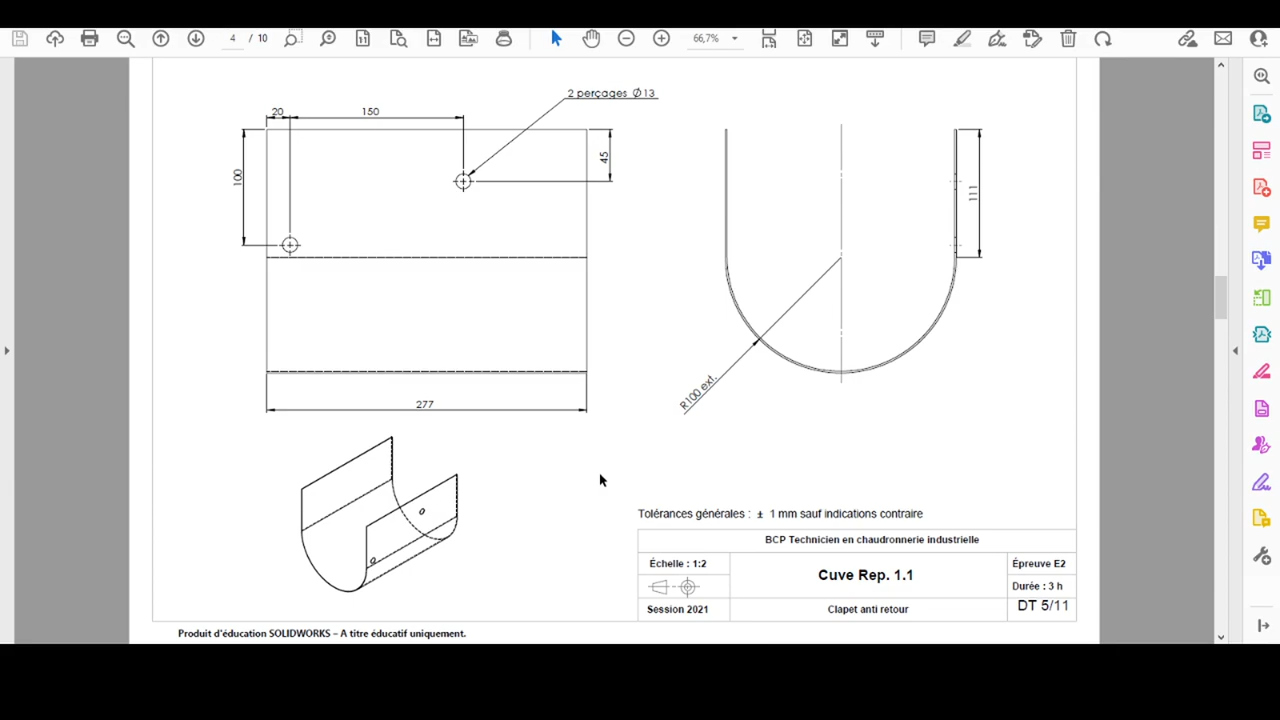 4 / 10
66,7%
2 perçages Ø13
20
150
45
100
111
R100 ext.
277
Tolérances générales : ± 1 mm sauf indications contraire
BCP Technicien en chaudronnerie industrielle
Échelle : 1:2
Cuve Rep. 1.1
Épreuve E2
Durée : 3 h
Session 2021
Clapet anti retour
DT 5/11
Produit d'éducation SOLIDWORKS – A titre éducatif uniquement.